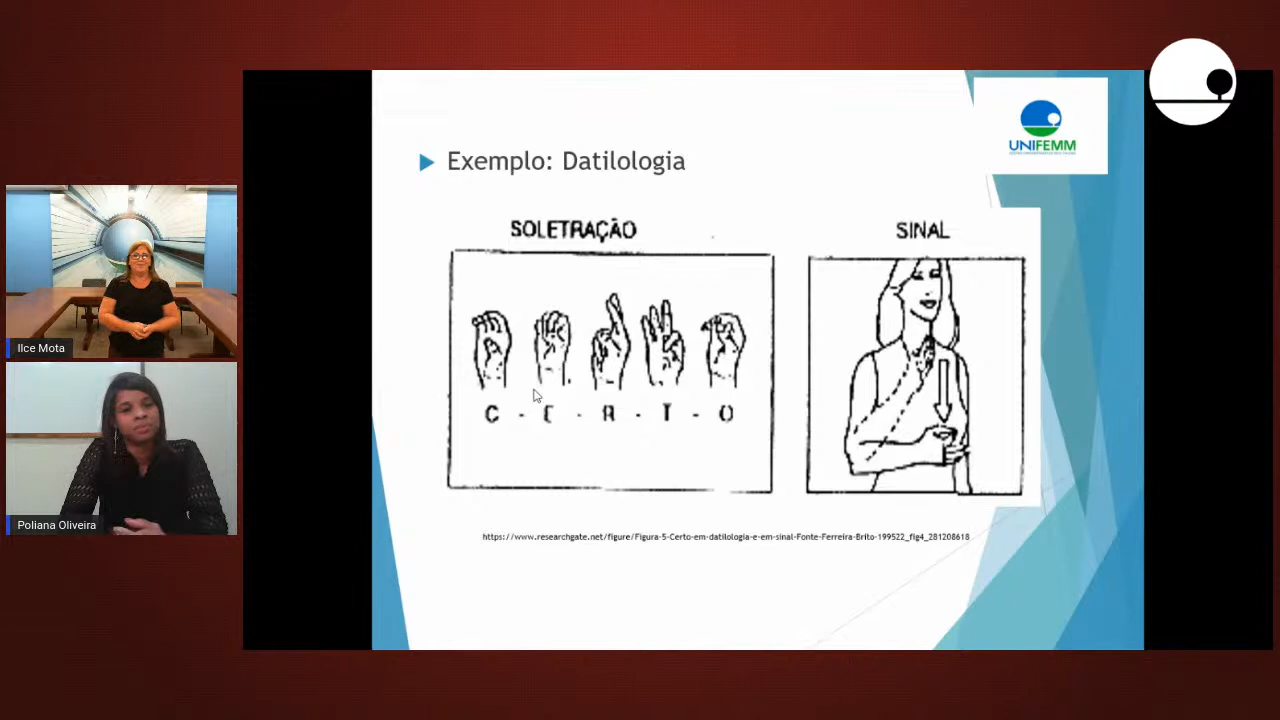 UNIFEMM
Exemplo: Datilologia
SOLETRAÇÃO
SINAL
C - E - R - T - O
https://www.researchgate.net/figure/Figura-5-Certo-em-datilologia-e-em-sinal-Fonte-Ferreira-Brito-199522_fig4_281208618
Ilce Mota
Poliana Oliveira